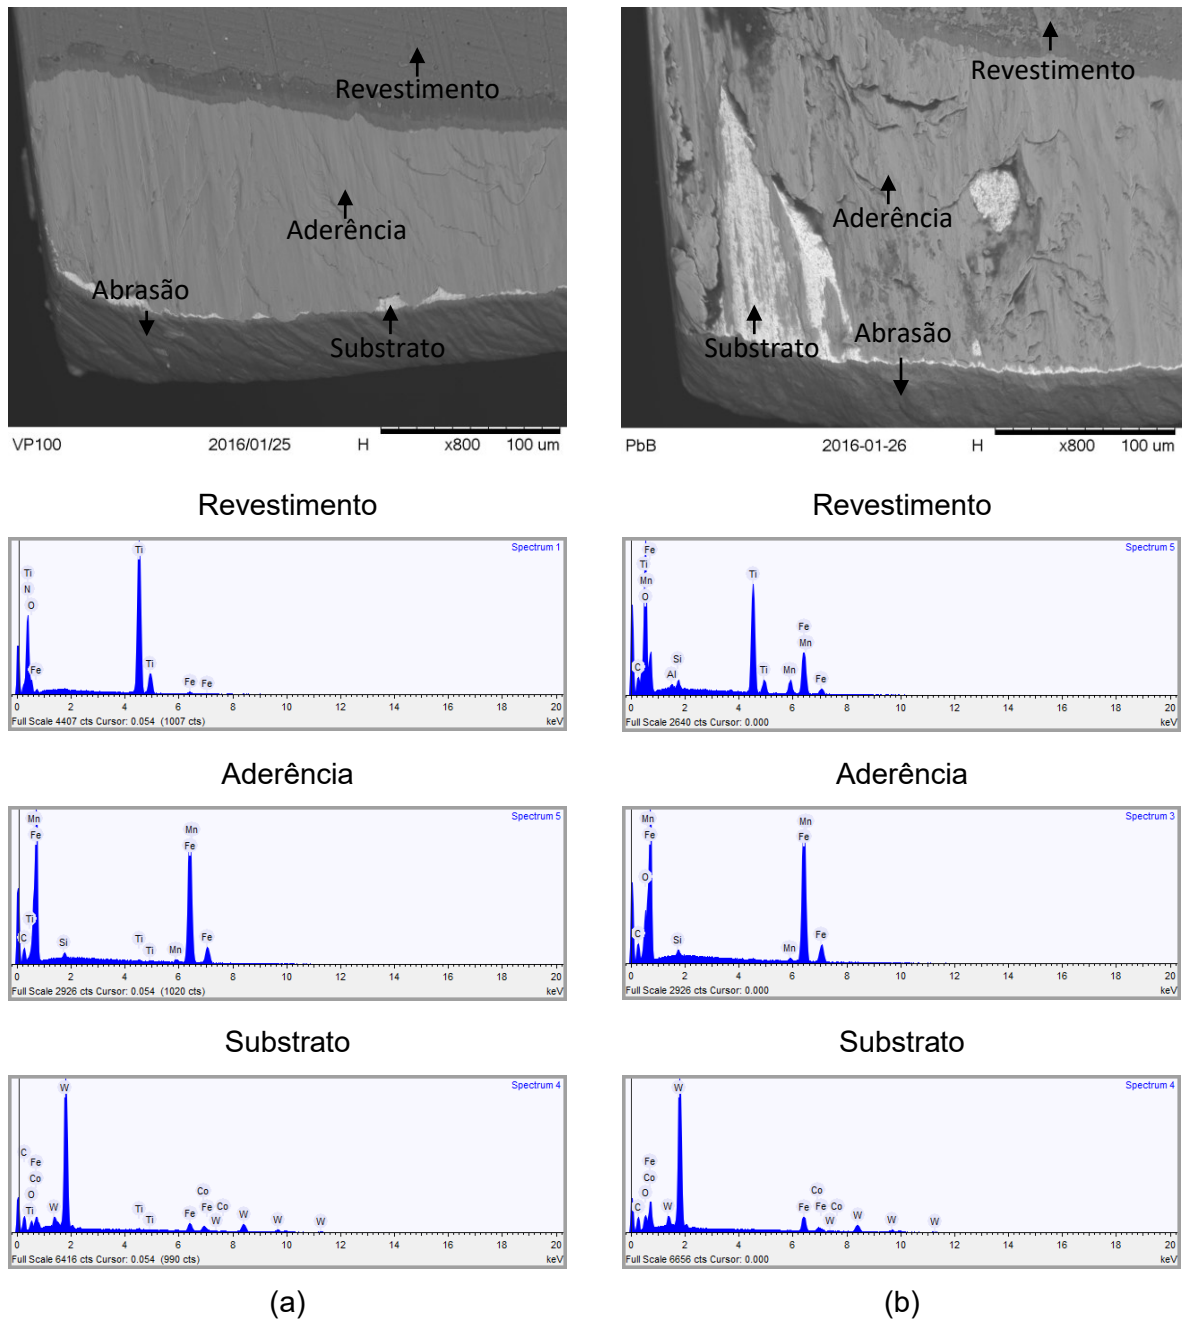 Revestimento
Aderência
Abrasão
Substrato
VP100 2016/01/25 H x800 100 um
Revestimento
Aderência
Abrasão
Substrato
PbB 2016-01-26 H x800 100 um
Revestimento
Spectrum 1
Ti
Ti
N
O
Fe
Ti
Fe
Fe
0 2 4 6 8 10 12 14 16 18 20
Full Scale 4407 cts Cursor: 0.054 (1007 cts) keV
Revestimento
Spectrum 5
Fe
Ti
Mn
O
C
Al
Si
Ti
Ti
Mn
Fe
Mn
Fe
0 2 4 6 8 10 12 14 16 18 20
Full Scale 2640 cts Cursor: 0.000 keV
Aderência
Spectrum 5
Mn
Fe
Ti
C
Si
Ti
Ti
Mn
Mn
Fe
Fe
0 2 4 6 8 10 12 14 16 18 20
Full Scale 2926 cts Cursor: 0.054 (1020 cts) keV
Aderência
Spectrum 3
Mn
Fe
O
C
Si
Mn
Mn
Fe
Fe
0 2 4 6 8 10 12 14 16 18 20
Full Scale 2926 cts Cursor: 0.000 keV
Substrato
Spectrum 4
W
C
Fe
Co
O
Ti
W
Ti
Ti
Fe
Co
Fe
Co
W
W
W
W
0 2 4 6 8 10 12 14 16 18 20
Full Scale 6416 cts Cursor: 0.054 (990 cts) keV
Substrato
Spectrum 4
W
Fe
Co
O
C
W
Fe
Co
Fe
Co
W
W
W
W
0 2 4 6 8 10 12 14 16 18 20
Full Scale 6656 cts Cursor: 0.000 keV
(a)
(b)